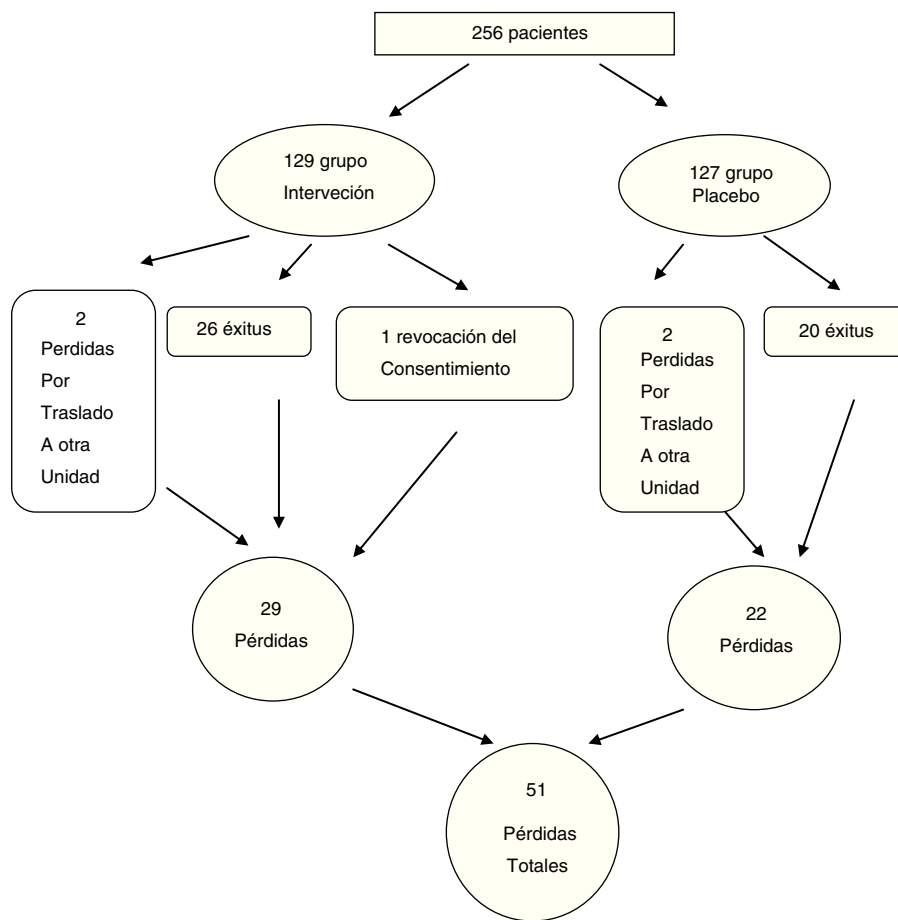 256 pacientes
129 grupo
Interveción
127 grupo
Placebo
2
Perdidas
Por
Traslado
A otra
Unidad
26 éxitus
1 revocación del
Consentimiento
2
Perdidas
Por
Traslado
A otra
Unidad
20 éxitus
29
Pérdidas
22
Pérdidas
51
Pérdidas
Totales